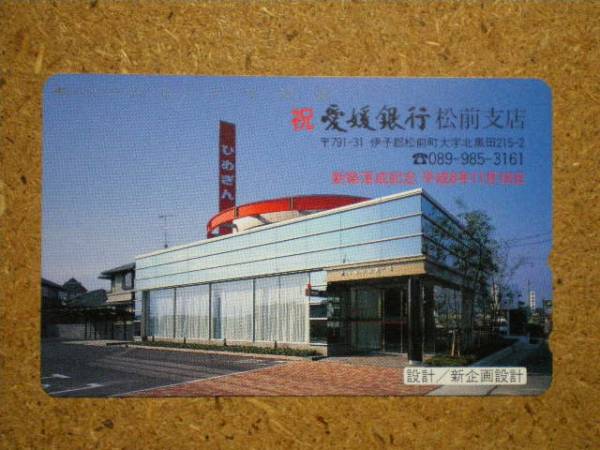 祝 愛媛銀行 松前支店
〒791-31 伊予郡松前町大字北黒田215-2
☎089-985-3161
新築落成記念 平成8年11月18日
ひめぎん
設計／新企画設計